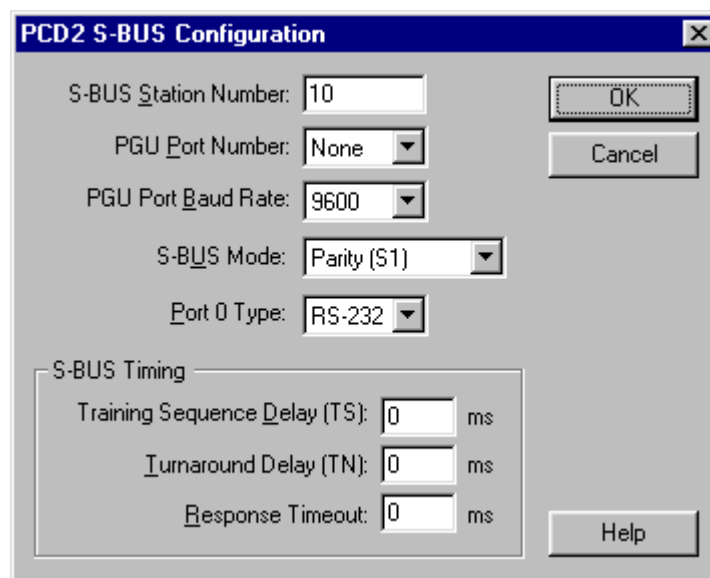 PCD2 S-BUS Configuration
S-BUS Station Number: 10
OK
PGU Port Number: None
Cancel
PGU Port Baud Rate: 9600
S-BUS Mode: Parity (S1)
Port 0 Type: RS-232
S-BUS Timing
Training Sequence Delay (TS): 0 ms
Turnaround Delay (TN): 0 ms
Response Timeout: 0 ms
Help